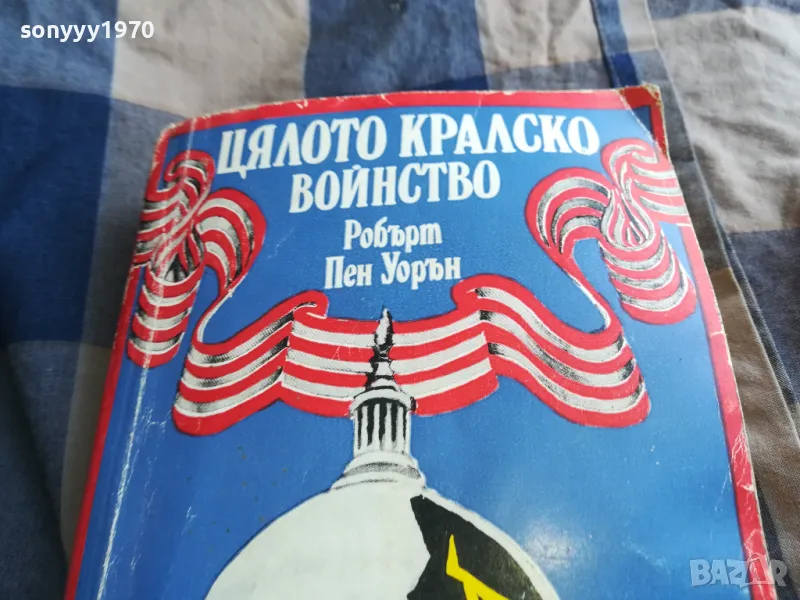 sonyyy1970
ЦЯЛОТО КРАЛСКО
ВОЙНСТВО
Робърт
Пен Уорън
BAZAR